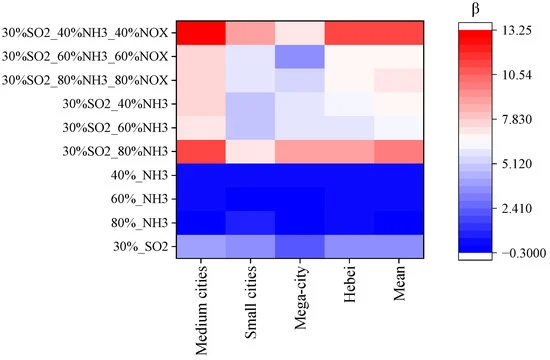 β
30%SO2_40%NH3_40%NOX
30%SO2_60%NH3_60%NOX
30%SO2_80%NH3_80%NOX
30%SO2_40%NH3
30%SO2_60%NH3
30%SO2_80%NH3
40%_NH3
60%_NH3
80%_NH3
30%_SO2
Medium cities
Small cities
Mega-city
Hebei
Mean
13.25
10.54
7.830
5.120
2.410
−0.3000